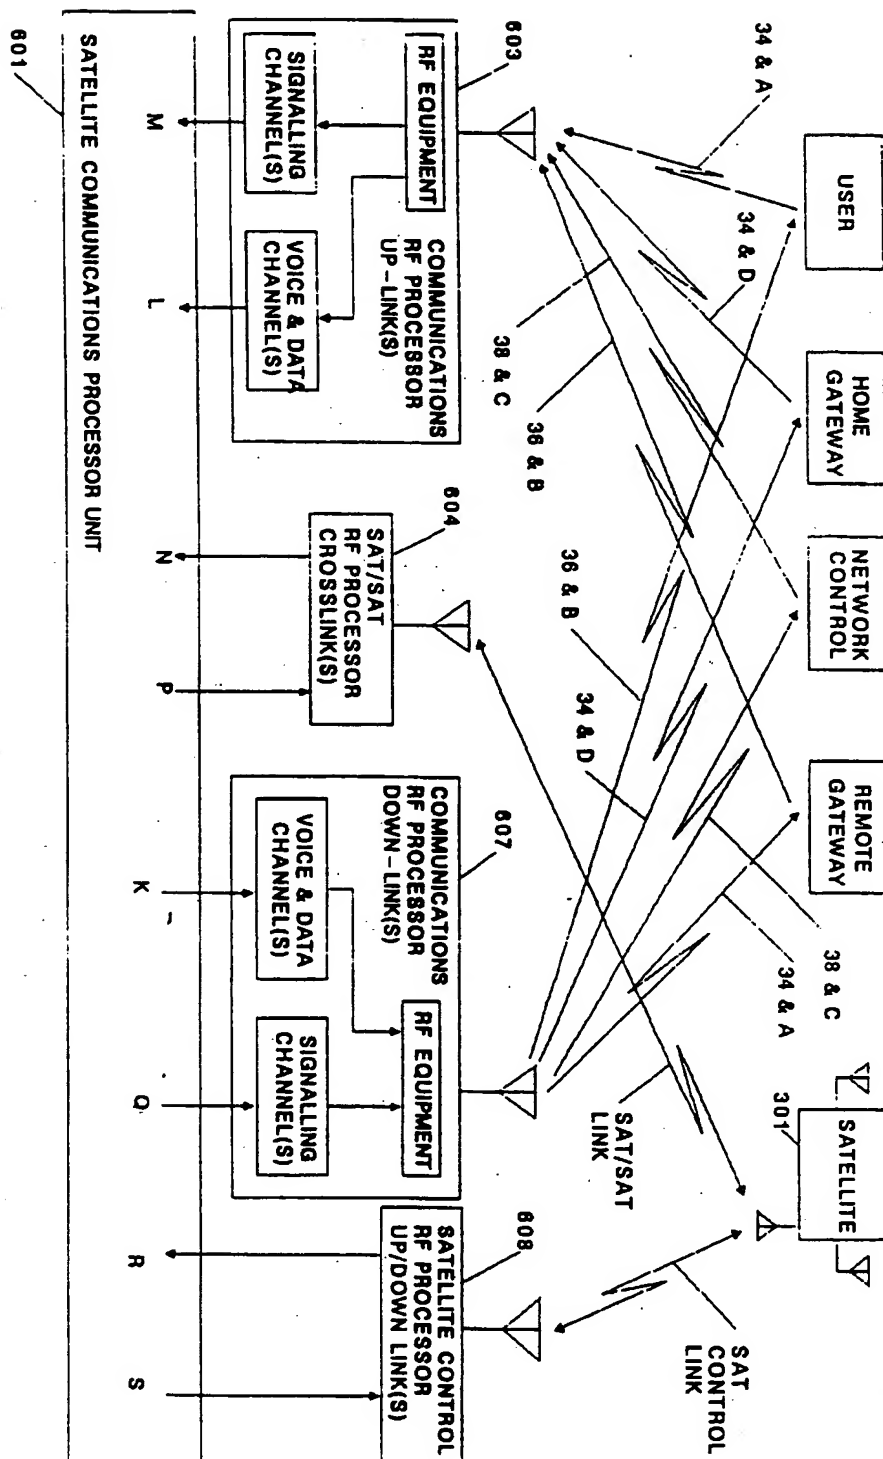 USER
HOME
GATEWAY
NETWORK
CONTROL
REMOTE
GATEWAY
SATELLITE
301
34 & A
34 & D
38 & C
36 & B
36 & B
34 & D
38 & C
34 & A
SAT/SAT
LINK
SAT
CONTROL
LINK
603
RF EQUIPMENT
COMMUNICATIONS
RF PROCESSOR
UP-LINK(S)
SIGNALLING
CHANNEL(S)
VOICE & DATA
CHANNEL(S)
604
SAT/SAT
RF PROCESSOR
CROSSLINK(S)
607
COMMUNICATIONS
RF PROCESSOR
DOWN-LINK(S)
RF EQUIPMENT
VOICE & DATA
CHANNEL(S)
SIGNALLING
CHANNEL(S)
608
SATELLITE CONTROL
RF PROCESSOR
UP/DOWN LINK(S)
M
L
N
P
K
Q
R
S
SATELLITE COMMUNICATIONS PROCESSOR UNIT
601